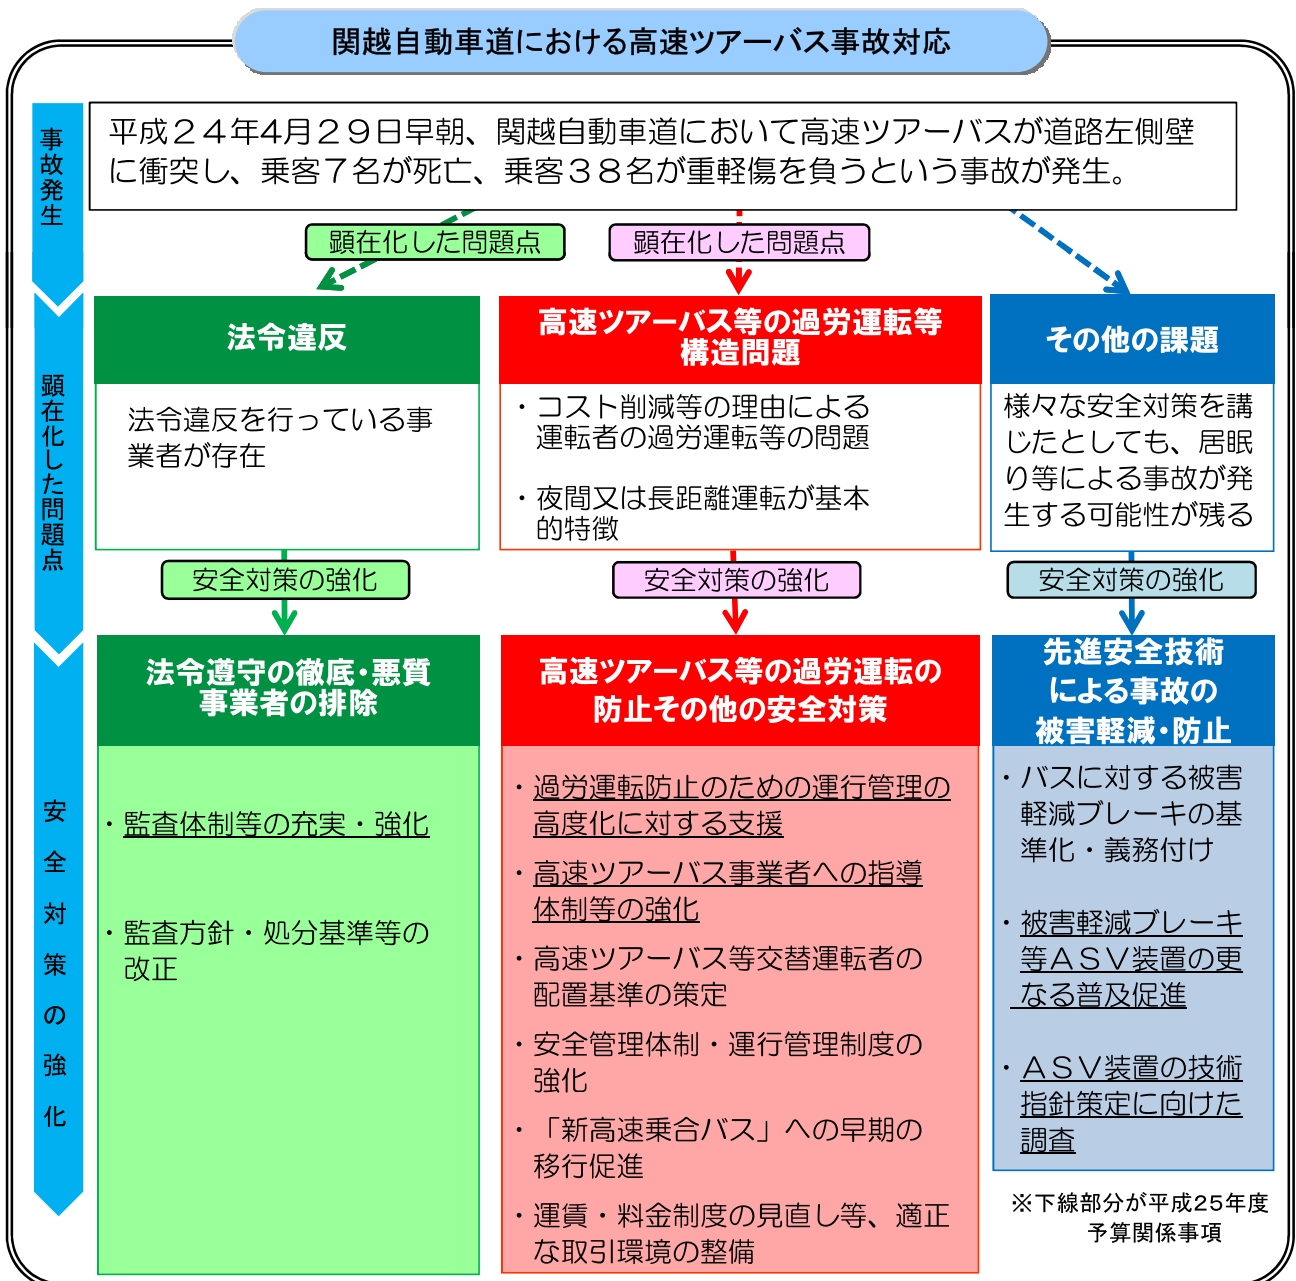 関越自動車道における高速ツアーバス事故対応
事故発生
平成２４年4月２９日早朝、関越自動車道において高速ツアーバスが道路左側壁
に衝突し、乗客７名が死亡、乗客３８名が重軽傷を負うという事故が発生。
顕在化した問題点
顕在化した問題点
顕在化した問題点
法令違反
法令違反を行っている事
業者が存在
高速ツアーバス等の過労運転等
構造問題
・コスト削減等の理由による
運転者の過労運転等の問題
・夜間又は長距離運転が基本
的特徴
その他の課題
様々な安全対策を講
じたとしても、居眠
り等による事故が発
生する可能性が残る
安全対策の強化
安全対策の強化
安全対策の強化
安全対策の強化
法令遵守の徹底・悪質
事業者の排除
・監査体制等の充実・強化
・監査方針・処分基準等の
改正
高速ツアーバス等の過労運転の
防止その他の安全対策
・過労運転防止のための運行管理の
高度化に対する支援
・高速ツアーバス事業者への指導
体制等の強化
・高速ツアーバス等交替運転者の
配置基準の策定
・安全管理体制・運行管理制度の
強化
・「新高速乗合バス」への早期の
移行促進
・運賃・料金制度の見直し等、適正
な取引環境の整備
先進安全技術
による事故の
被害軽減・防止
・バスに対する被害
軽減ブレーキの基
準化・義務付け
・被害軽減ブレーキ
等ＡＳＶ装置の更
なる普及促進
・ＡＳＶ装置の技術
指針策定に向けた
調査
※下線部分が平成25年度
予算関係事項